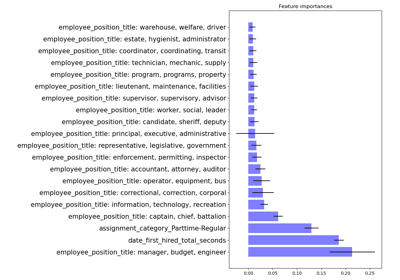 Feature importances
employee_position_title: warehouse, welfare, driver
employee_position_title: estate, hygienist, administrator
employee_position_title: coordinator, coordinating, transit
employee_position_title: technician, mechanic, supply
employee_position_title: program, programs, property
employee_position_title: lieutenant, maintenance, facilities
employee_position_title: supervisor, supervisory, advisor
employee_position_title: worker, social, leader
employee_position_title: candidate, sheriff, deputy
employee_position_title: principal, executive, administrative
employee_position_title: representative, legislative, government
employee_position_title: enforcement, permitting, inspector
employee_position_title: accountant, attorney, auditor
employee_position_title: operator, equipment, bus
employee_position_title: correctional, correction, corporal
employee_position_title: information, technology, recreation
employee_position_title: captain, chief, battalion
assignment_category_Parttime-Regular
date_first_hired_total_seconds
employee_position_title: manager, budget, engineer
0.00 0.05 0.10 0.15 0.20 0.25